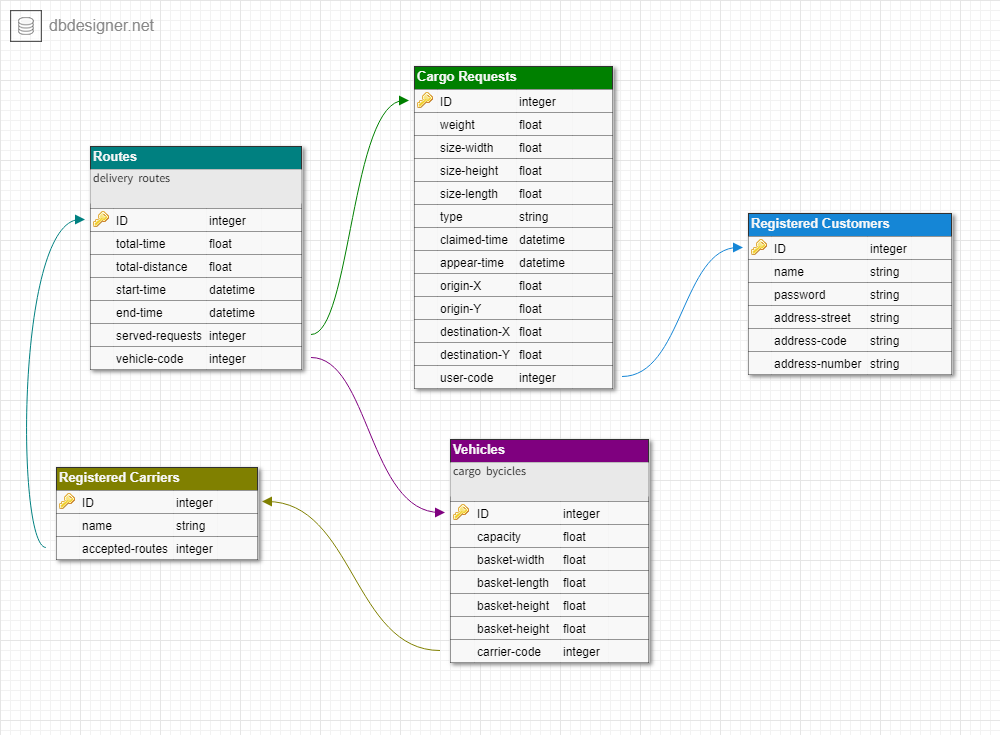 dbdesigner.net
Cargo Requests
ID integer
weight float
size-width float
size-height float
size-length float
type string
claimed-time datetime
appear-time datetime
origin-X float
origin-Y float
destination-X float
destination-Y float
user-code integer
Routes
delivery routes
ID integer
total-time float
total-distance float
start-time datetime
end-time datetime
served-requests integer
vehicle-code integer
Registered Customers
ID integer
name string
password string
address-street string
address-code string
address-number string
Registered Carriers
ID integer
name string
accepted-routes integer
Vehicles
cargo bycicles
ID integer
capacity float
basket-width float
basket-length float
basket-height float
basket-height float
carrier-code integer